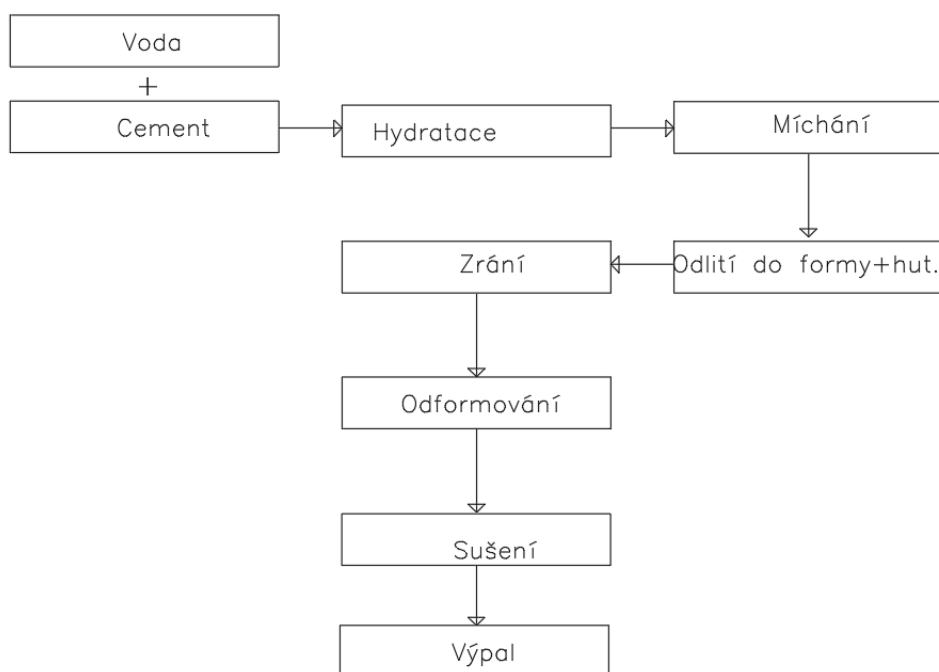 Voda
+
Cement
Hydratace
Míchání
Odlití do formy+hut.
Zrání
Odformování
Sušení
Výpal